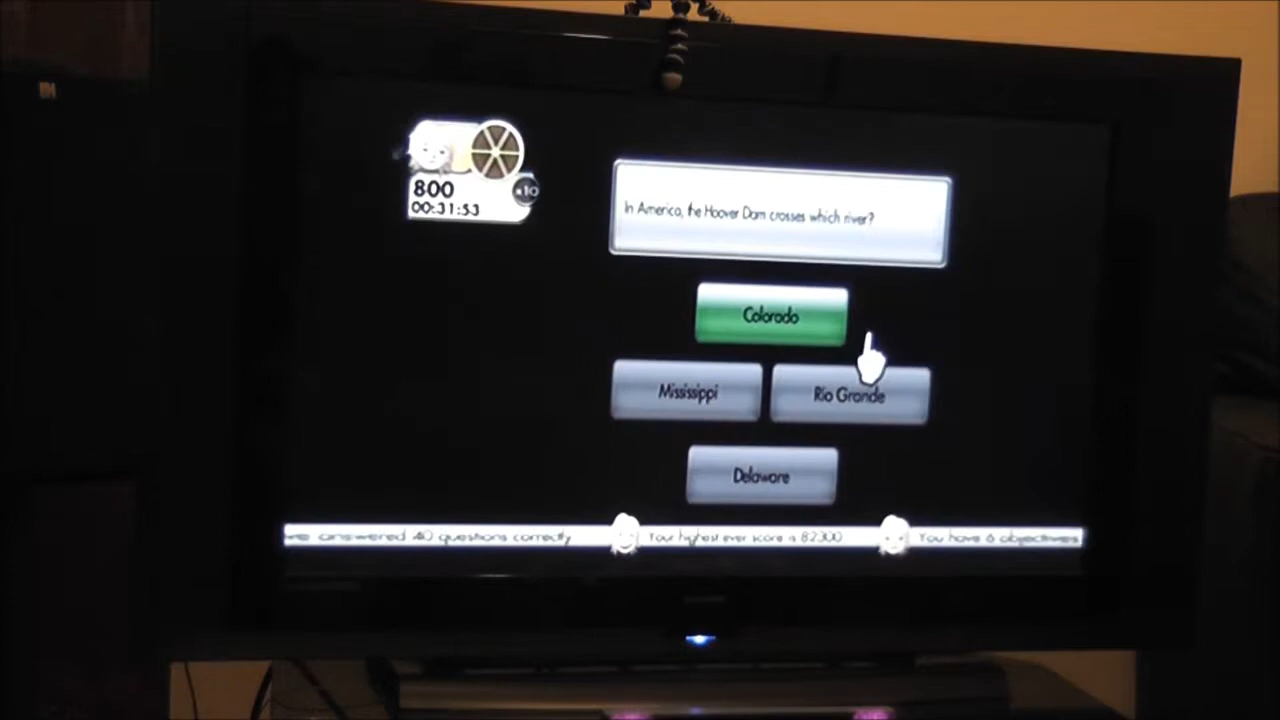 800
x10
00:31:53
In America, the Hoover Dam crosses which river?
Colorado
Mississippi
Rio Grande
Delaware
ve answered 40 questions correctly
Your highest ever score is 82300
You have 6 objectives